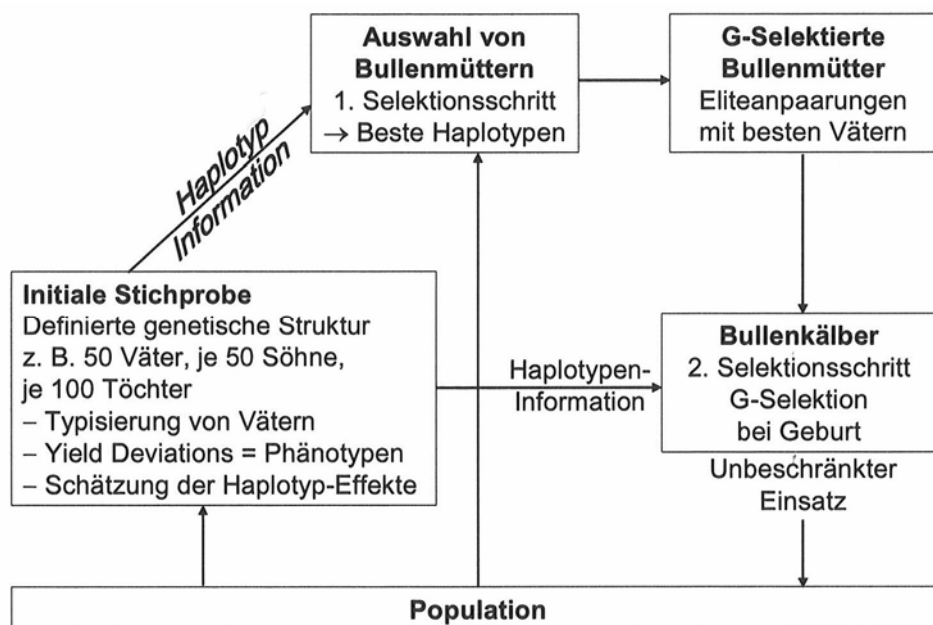 Auswahl von
Bullenmüttern
1. Selektionsschritt
→ Beste Haplotypen
G-Selektierte
Bullenmütter
Eliteanpaarungen
mit besten Vätern
Haplotyp
Information
Initiale Stichprobe
Definierte genetische Struktur
z. B. 50 Väter, je 50 Söhne,
je 100 Töchter
– Typisierung von Vätern
– Yield Deviations = Phänotypen
– Schätzung der Haplotyp-Effekte
Haplotypen-
Information
Bullenkälber
2. Selektionsschritt
G-Selektion
bei Geburt
Unbeschränkter
Einsatz
Population